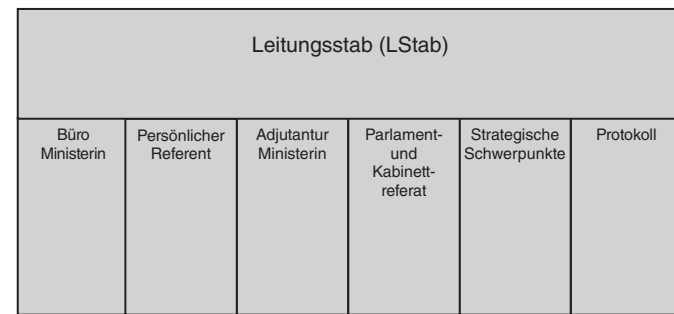 Leitungsstab (LStab)
Büro
Ministerin
Persönlicher
Referent
Adjutantur
Ministerin
Parlament-
und
Kabinett-
referat
Strategische
Schwerpunkte
Protokoll